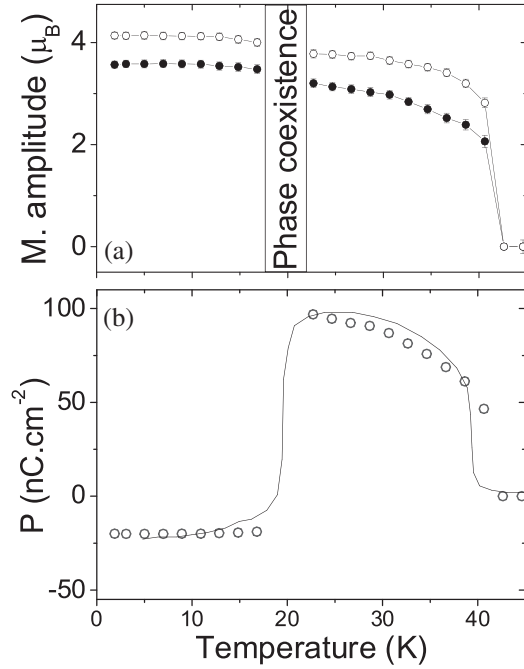 M. amplitude (μB)
4
2
0
Phase coexistence
(a)
P (nC.cm-2)
100
50
0
-50
(b)
0
10
20
30
40
Temperature (K)